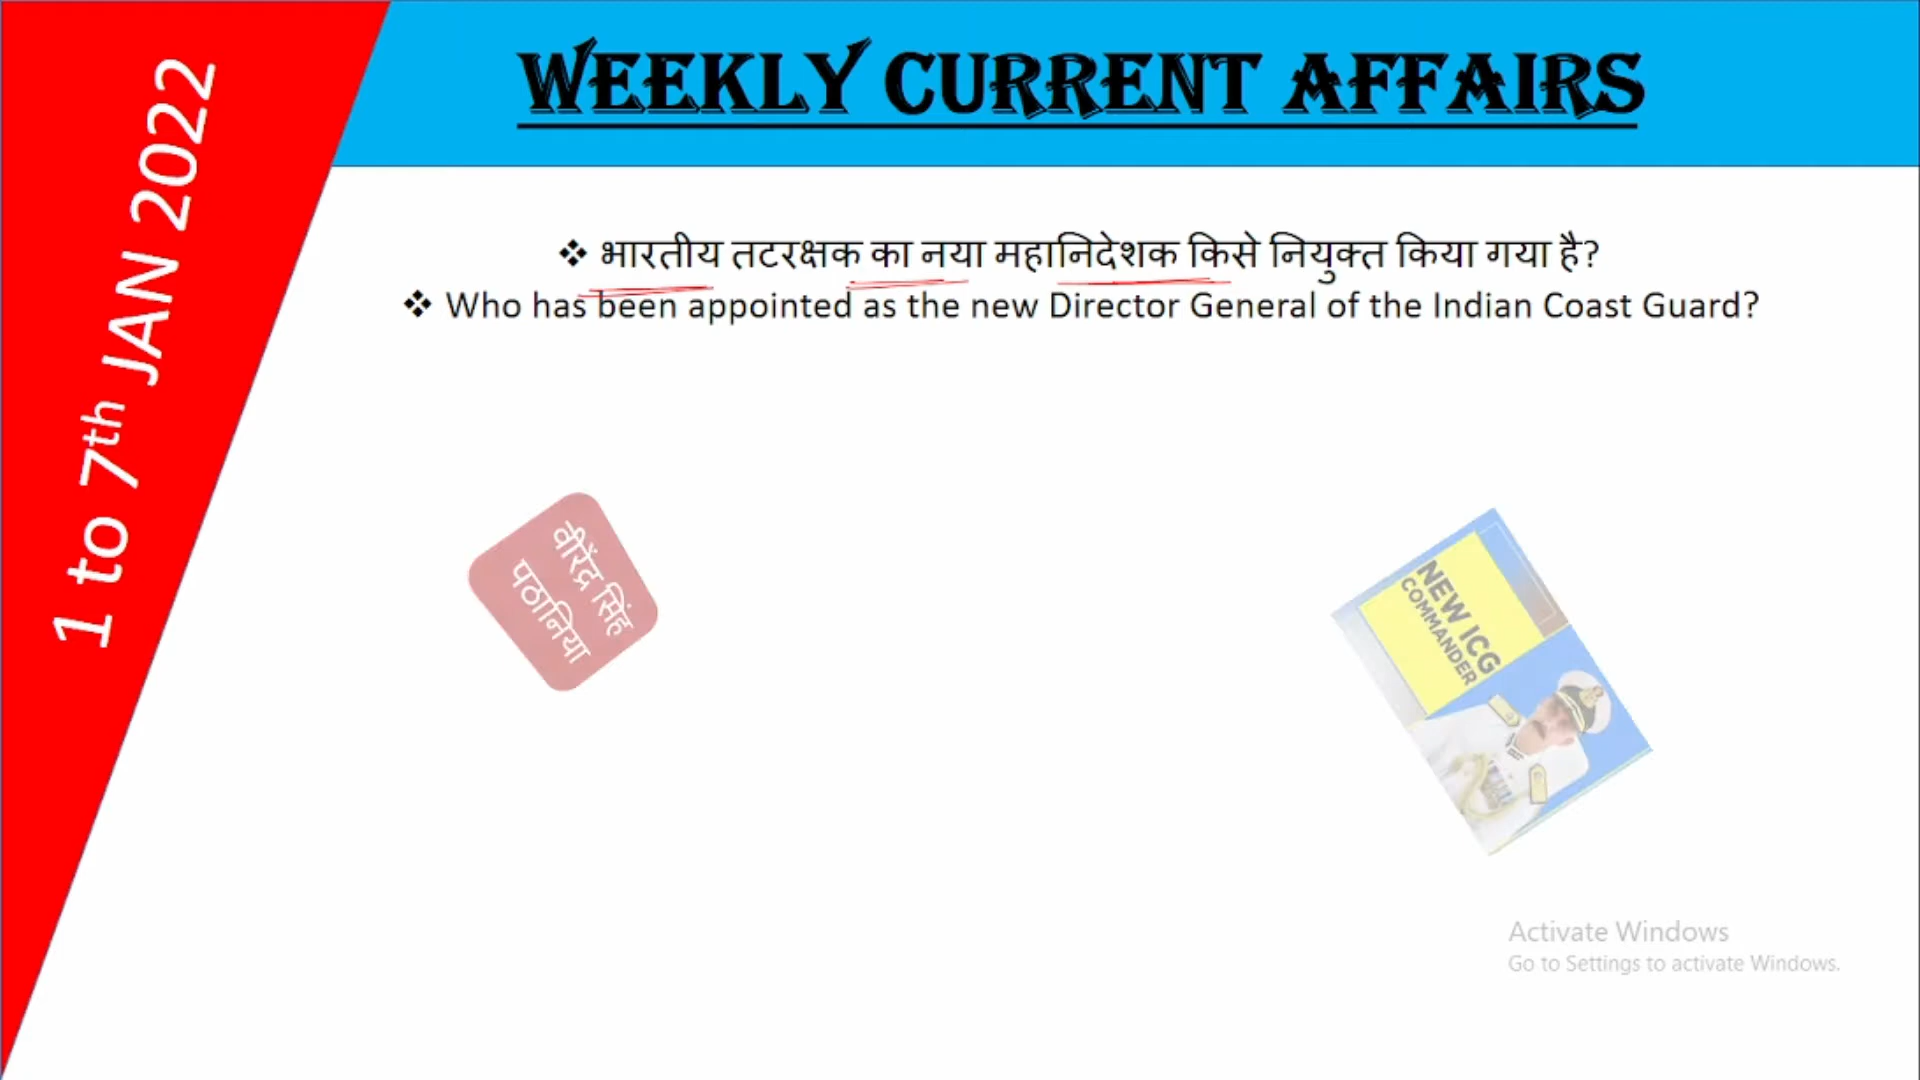 WEEKLY CURRENT AFFAIRS
1 to 7th JAN 2022
❖ भारतीय तटरक्षक का नया महानिदेशक किसे नियुक्त किया गया है?
❖ Who has been appointed as the new Director General of the Indian Coast Guard?
वीरेंद्र सिंह
पठानिया
NEW ICG
COMMANDER
Activate Windows
Go to Settings to activate Windows.